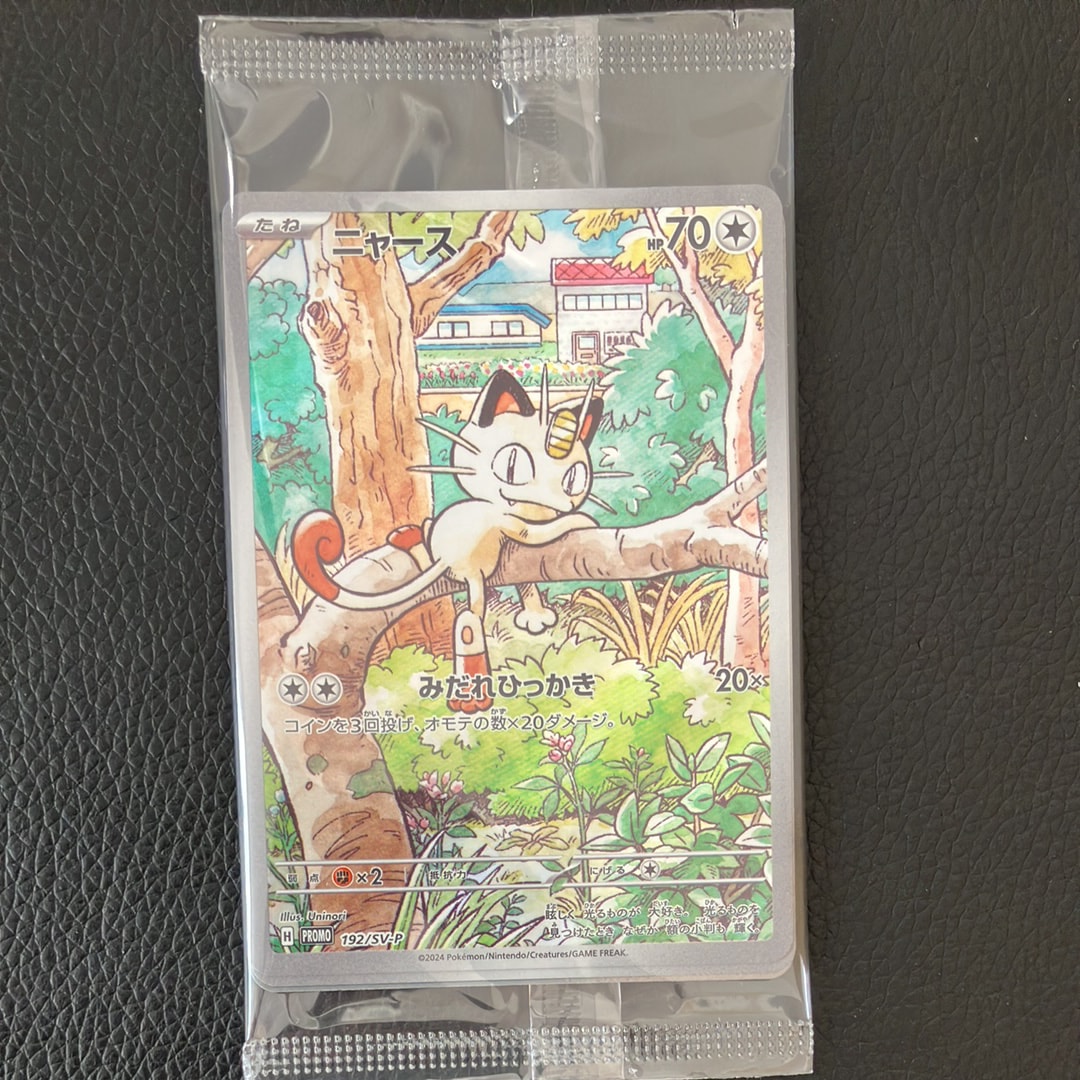 たね ニャース HP70
みだれひっかき 20×
コインを3回投げ、オモテの数×20ダメージ。
弱点 ×2 抵抗力 にげる
Illus. Uninori
眩しく 光るものが 大好き。 光るものを
H PROMO 192/SV-P
見つけたとき なぜか 額の小判も 輝く。
©2024 Pokémon/Nintendo/Creatures/GAME FREAK.